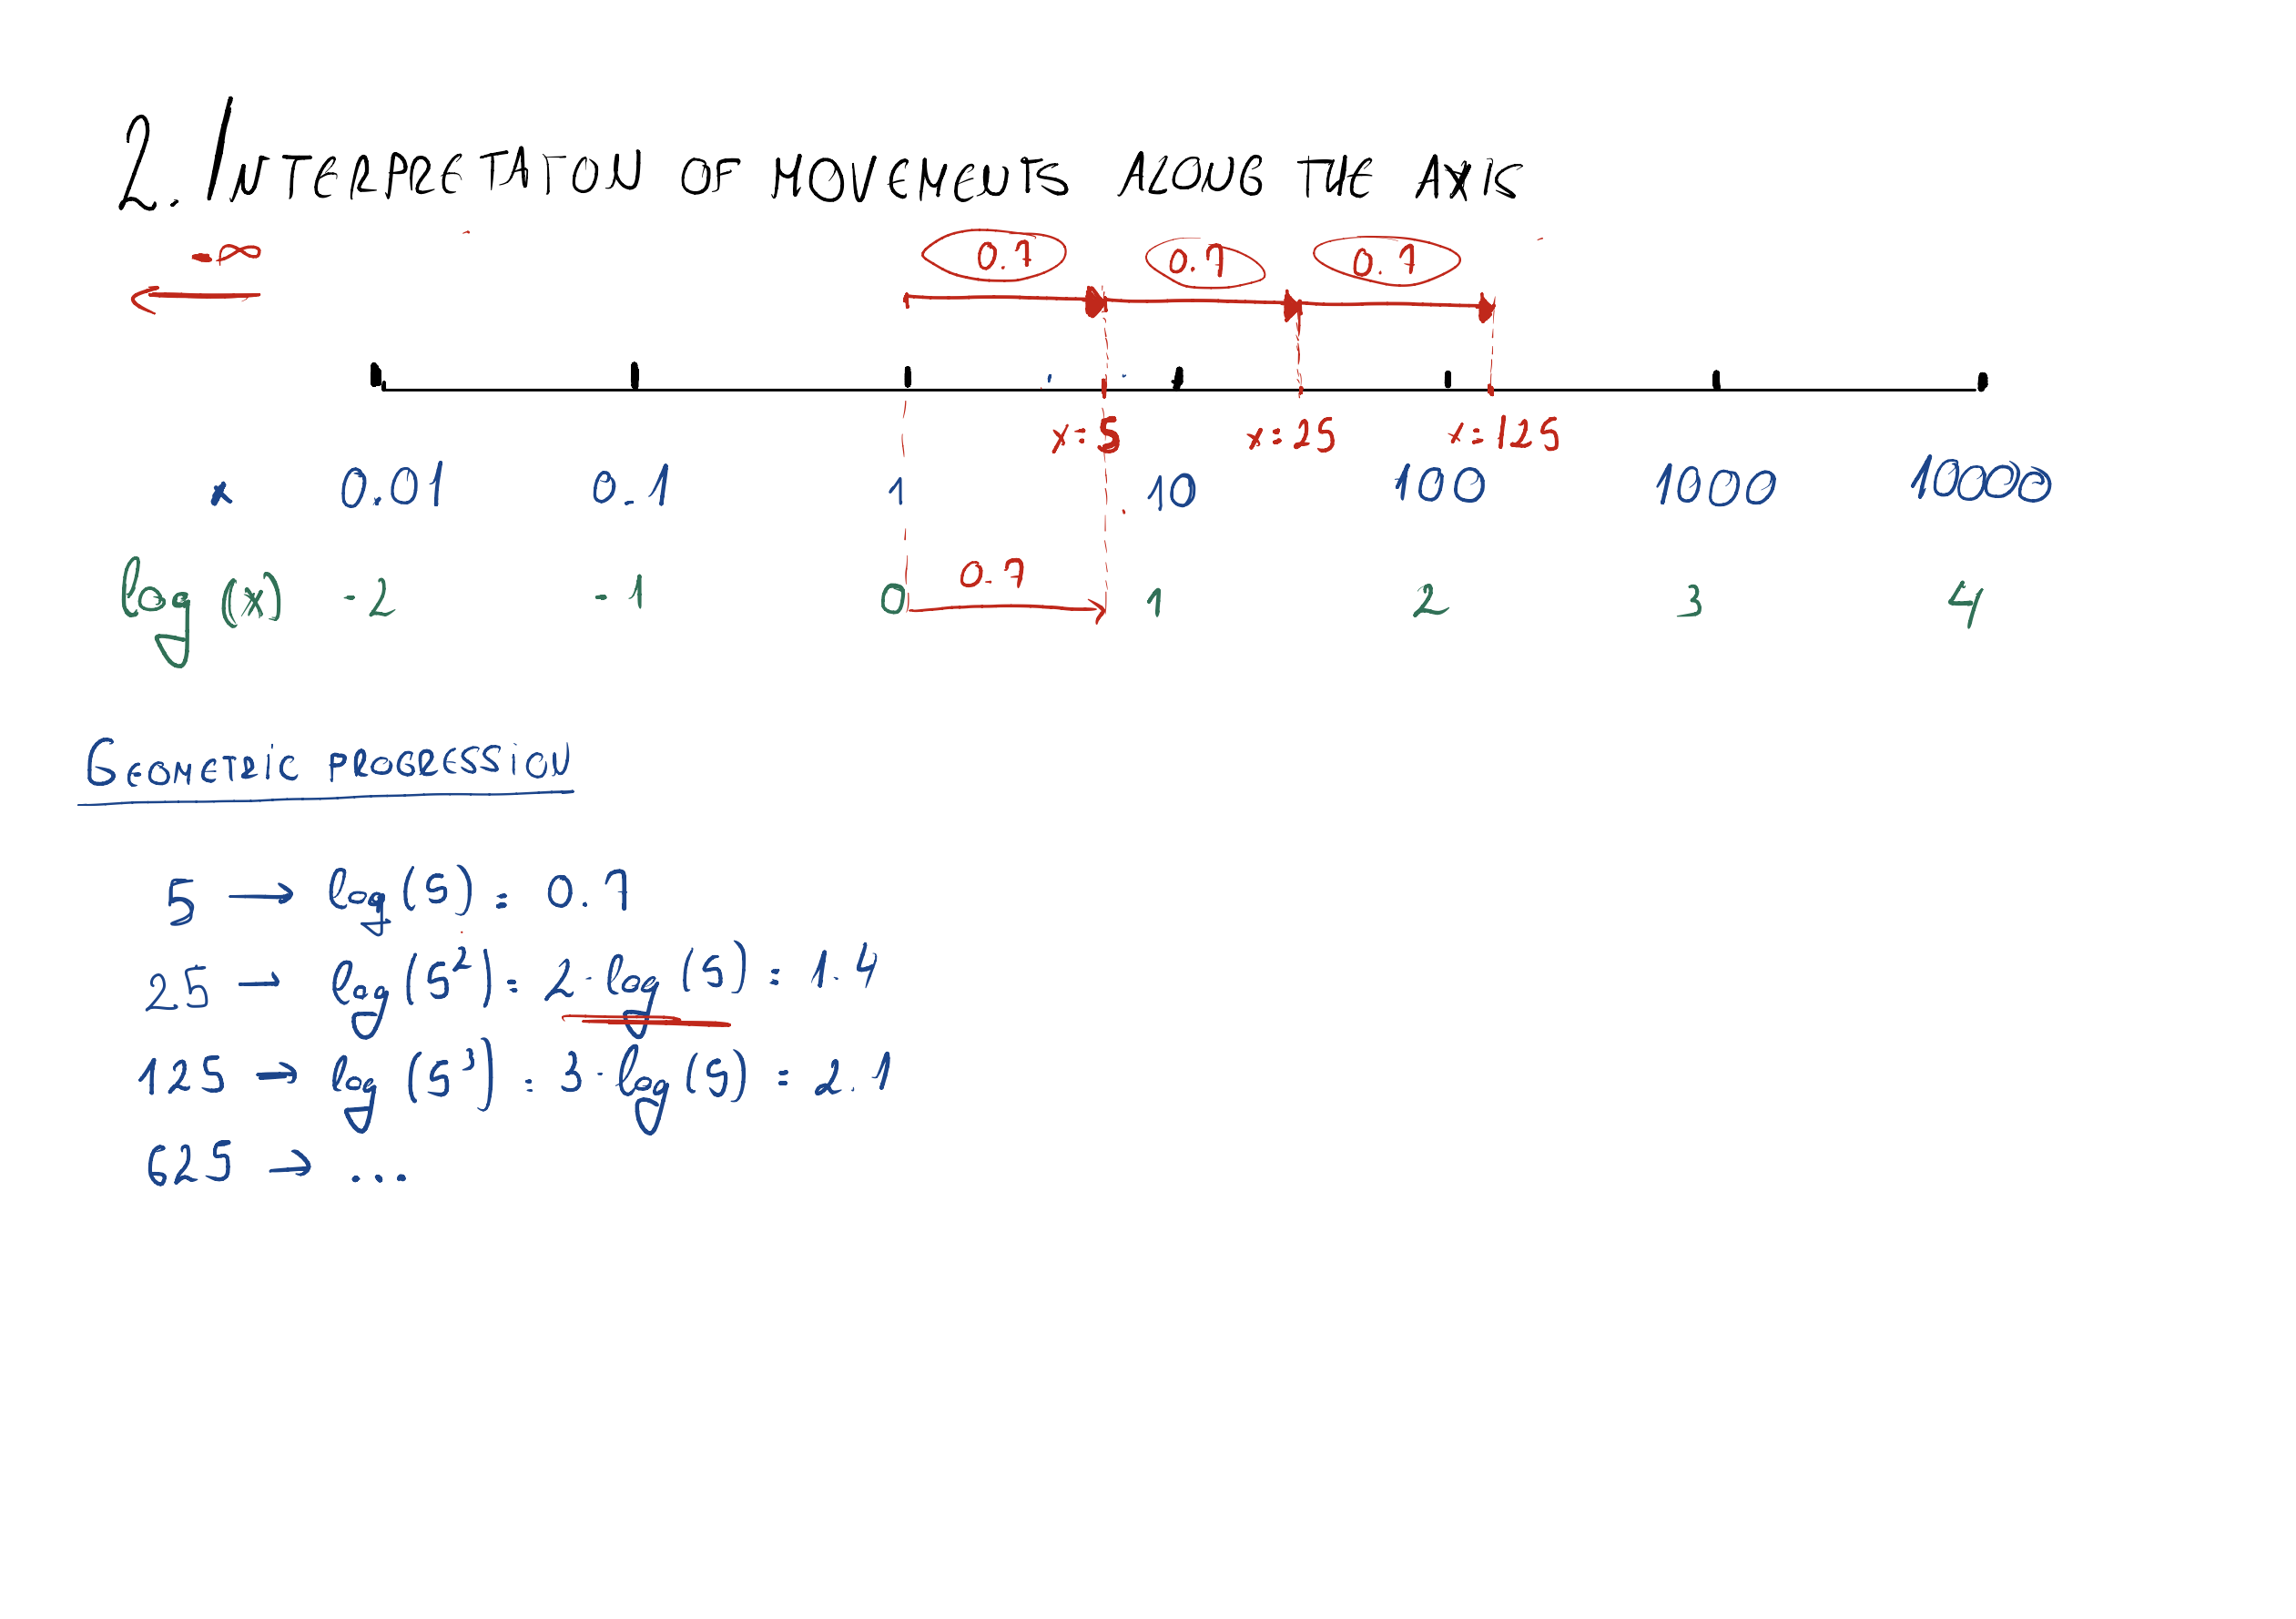 2. INTERPRETATON OF MOVEMENTS ALONG THE AXIS
-∞ 0.7 0.7 0.7
x=5 x=25 x=125
x 0.01 0.1 1 10 100 1000 10000
0.7
log(x) -2 -1 0 1 2 3 4
GEOMETRIC PROGRESSION
5 → log(5) = 0.7
25 → log(5²) = 2·log(5) = 1.4
125 → log(5³) = 3·log(5) = 2.1
625 → ...